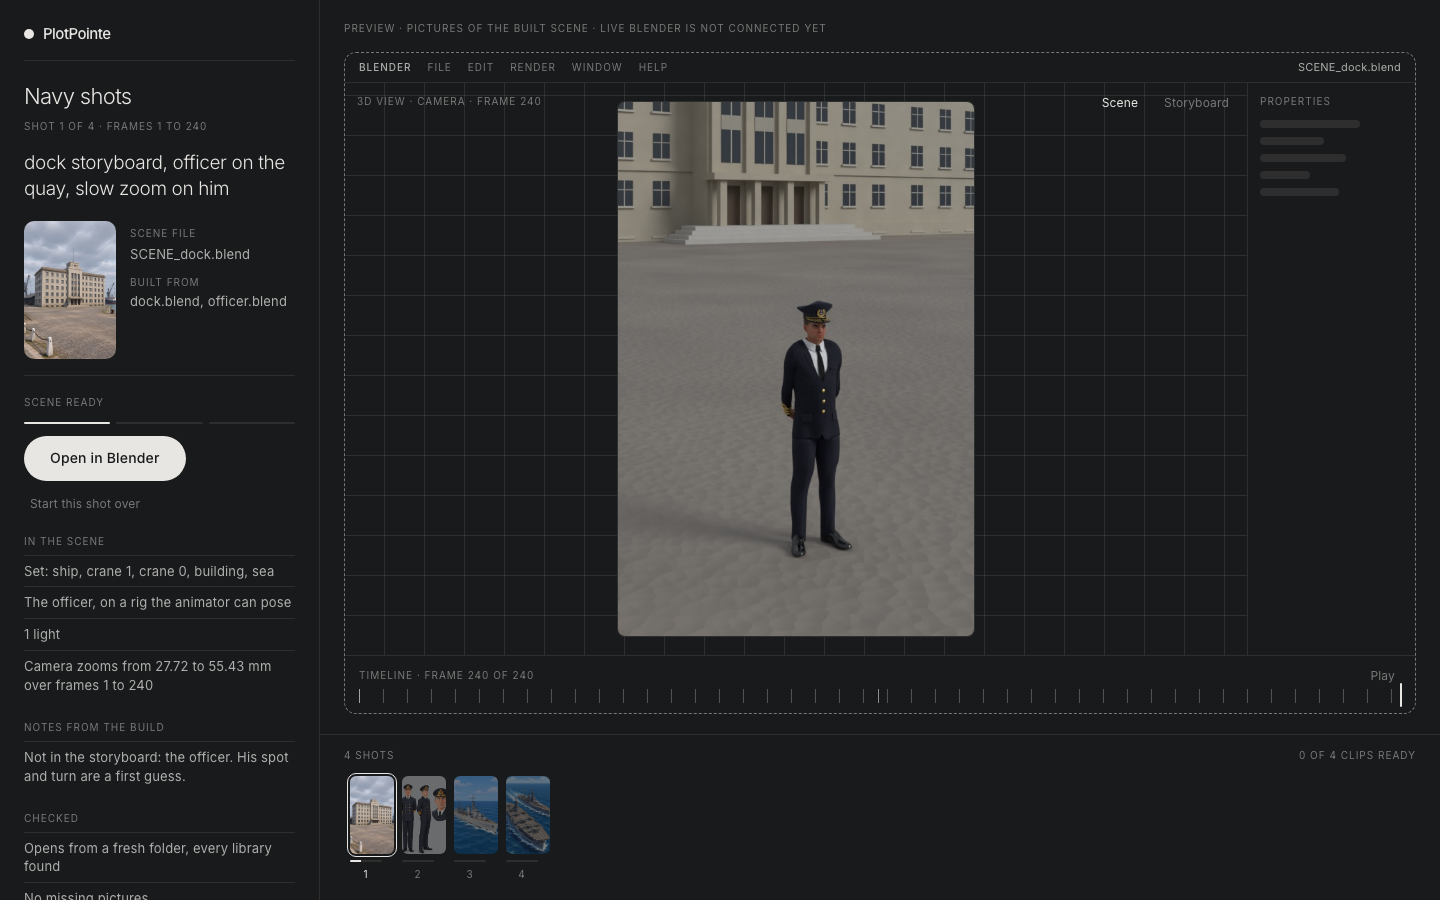 PlotPointe
Navy shots
SHOT 1 OF 4 · FRAMES 1 TO 240
dock storyboard, officer on the
quay, slow zoom on him
SCENE FILE
SCENE_dock.blend
BUILT FROM
dock.blend, officer.blend
SCENE READY
Open in Blender
Start this shot over
IN THE SCENE
Set: ship, crane 1, crane 0, building, sea
The officer, on a rig the animator can pose
1 light
Camera zooms from 27.72 to 55.43 mm
over frames 1 to 240
NOTES FROM THE BUILD
Not in the storyboard: the officer. His spot
and turn are a first guess.
CHECKED
Opens from a fresh folder, every library
found
No missing pictures
PREVIEW · PICTURES OF THE BUILT SCENE · LIVE BLENDER IS NOT CONNECTED YET
BLENDER FILE EDIT RENDER WINDOW HELP SCENE_dock.blend
3D VIEW · CAMERA · FRAME 240 Scene Storyboard PROPERTIES
TIMELINE · FRAME 240 OF 240 Play
4 SHOTS 0 OF 4 CLIPS READY
1 2 3 4